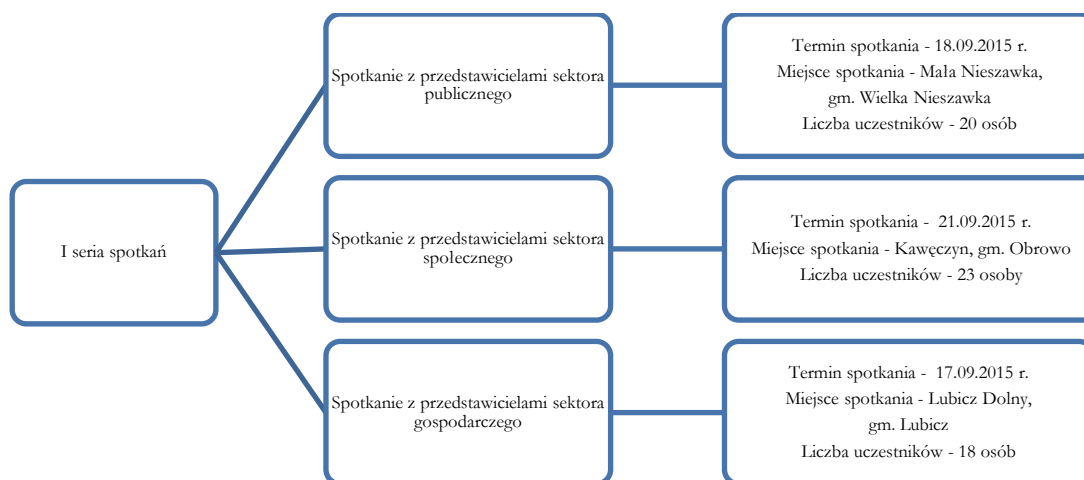 I seria spotkań
Spotkanie z przedstawicielami sektora
publicznego
Termin spotkania - 18.09.2015 r.
Miejsce spotkania - Mała Nieszawka,
gm. Wielka Nieszawka
Liczba uczestników - 20 osób
Spotkanie z przedstawicielami sektora
społecznego
Termin spotkania - 21.09.2015 r.
Miejsce spotkania - Kawęczyn, gm. Obrowo
Liczba uczestników - 23 osoby
Spotkanie z przedstawicielami sektora
gospodarczego
Termin spotkania - 17.09.2015 r.
Miejsce spotkania - Lubicz Dolny,
gm. Lubicz
Liczba uczestników - 18 osób